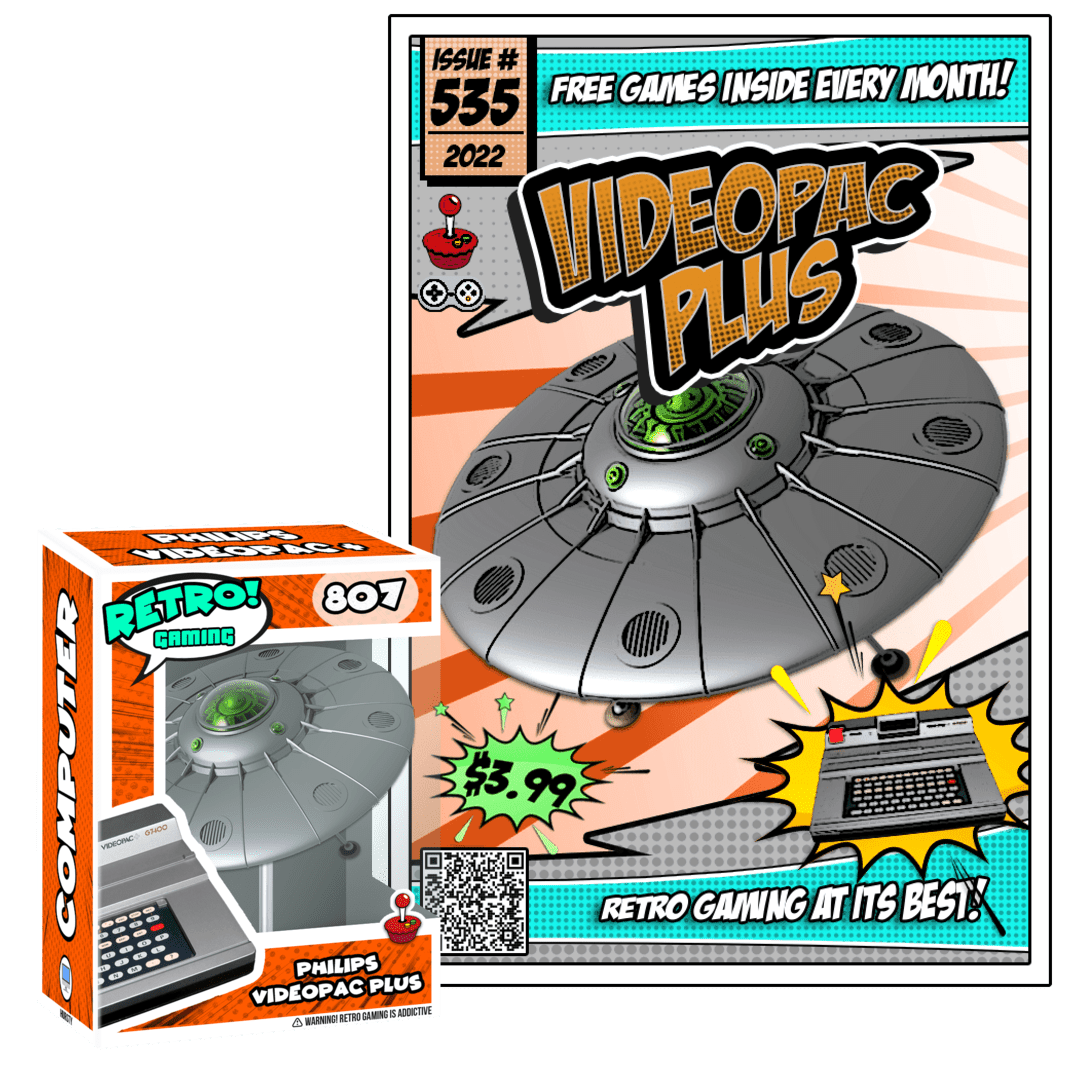 ISSUE #
535
2022
FREE GAMES INSIDE EVERY MONTH!
VIDEOPAC
PLUS
$3.99
RETRO GAMING AT ITS BEST!
PHILIPS
VIDEOPAC +
COMPUTER
RETRO!
GAMING
807
VIDEOPAC
G7400
PHILIPS
VIDEOPAC PLUS
WARNING! RETRO GAMING IS ADDICTIVE